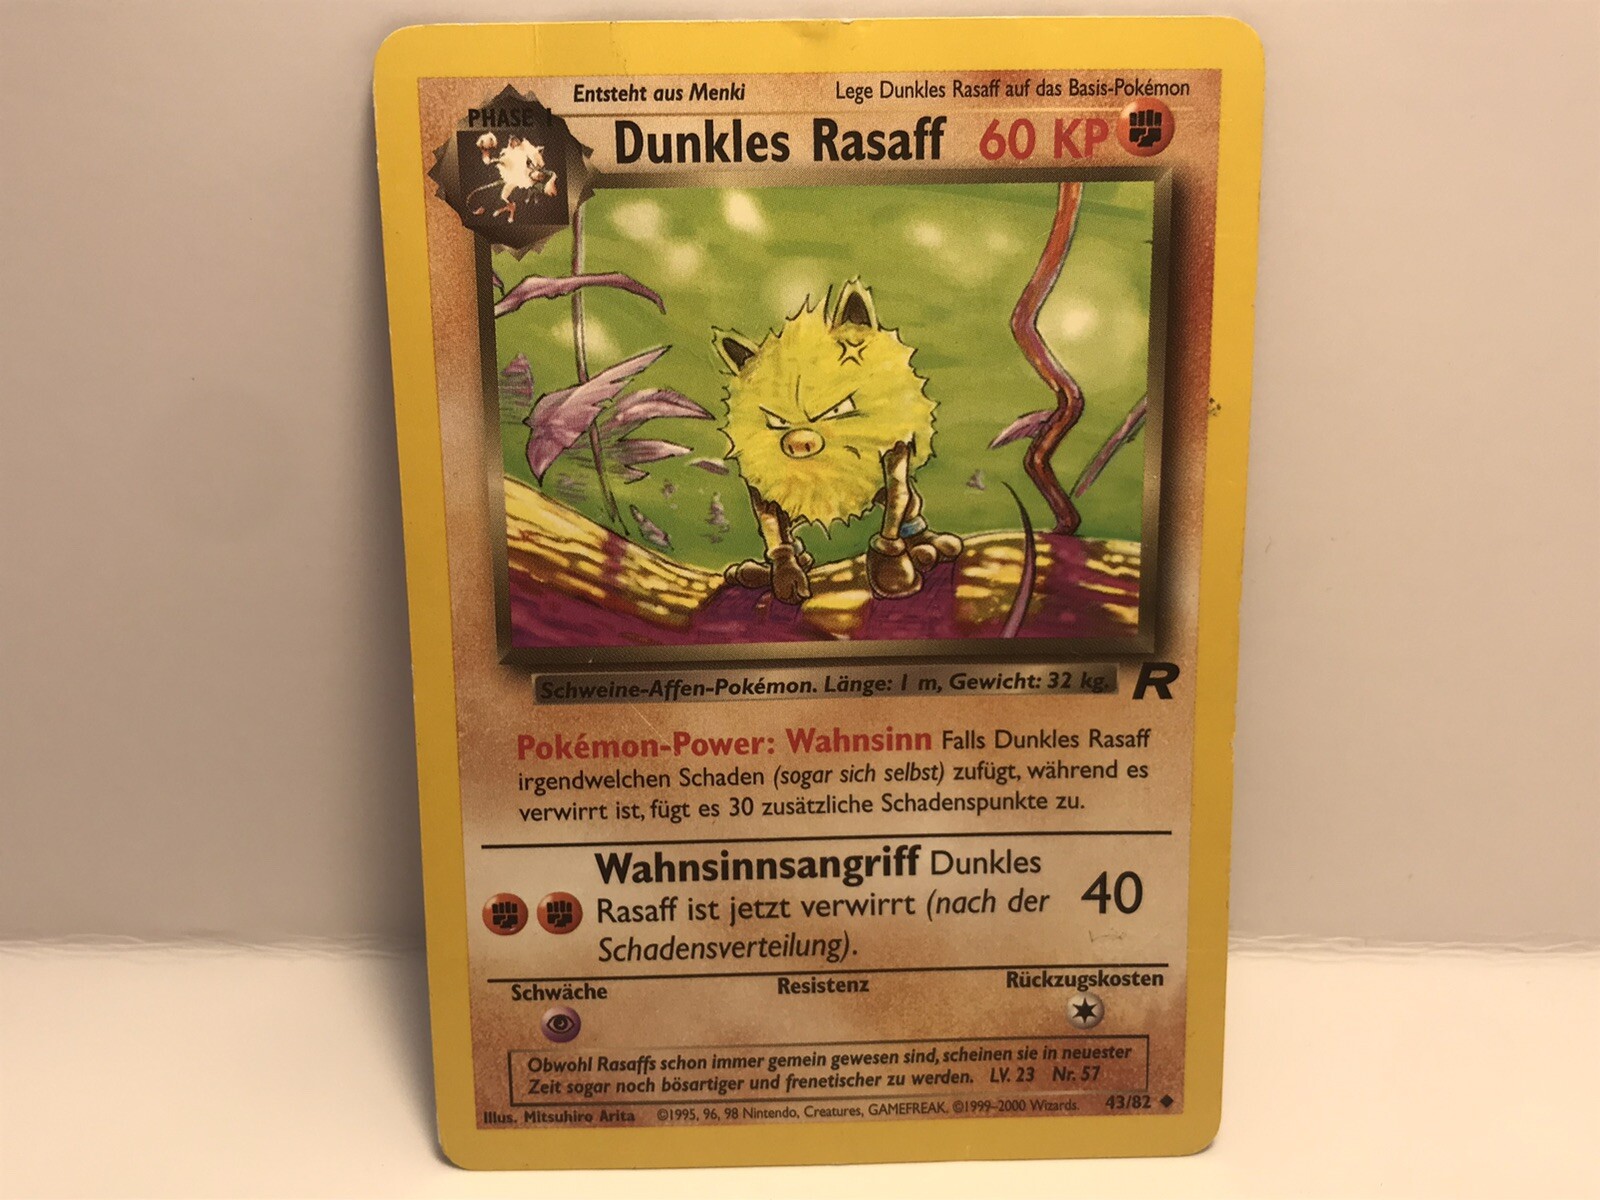 Entsteht aus Menki
Lege Dunkles Rasaff auf das Basis-Pokémon
PHASE 1
Dunkles Rasaff 60 KP
Schweine-Affen-Pokémon. Länge: 1 m, Gewicht: 32 kg.
R
Pokémon-Power: Wahnsinn Falls Dunkles Rasaff
irgendwelchen Schaden (sogar sich selbst) zufügt, während es
verwirrt ist, fügt es 30 zusätzliche Schadenspunkte zu.
Wahnsinnsangriff Dunkles
Rasaff ist jetzt verwirrt (nach der
Schadensverteilung).
40
Schwäche
Resistenz
Rückzugskosten
Obwohl Rasaffs schon immer gemein gewesen sind, scheinen sie in neuester
Zeit sogar noch bösartiger und frenetischer zu werden. LV. 23 Nr. 57
Illus. Mitsuhiro Arita ©1995, 96, 98 Nintendo, Creatures, GAMEFREAK. ©1999–2000 Wizards. 43/82